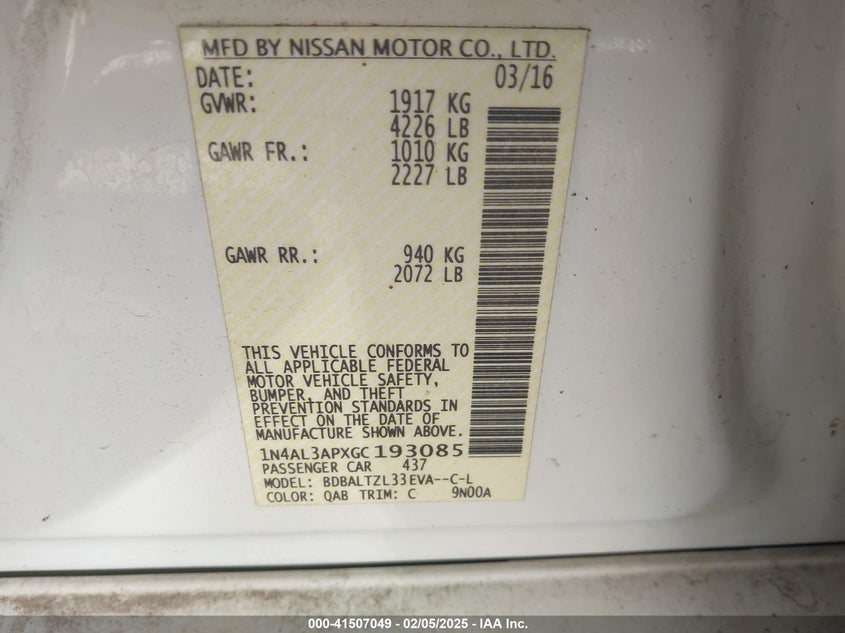 MFD BY NISSAN MOTOR CO., LTD.
DATE: 03/16
GVWR: 1917 KG
4226 LB
GAWR FR.: 1010 KG
2227 LB
GAWR RR.: 940 KG
2072 LB
THIS VEHICLE CONFORMS TO
ALL APPLICABLE FEDERAL
MOTOR VEHICLE SAFETY,
BUMPER, AND THEFT
PREVENTION STANDARDS IN
EFFECT ON THE DATE OF
MANUFACTURE SHOWN ABOVE.
1N4AL3APXGC193085
PASSENGER CAR 437
MODEL: BDBALTZL33EVA--C-L
COLOR: QAB TRIM: C 9N00A
000-41507049 - 02/05/2025 - IAA Inc.